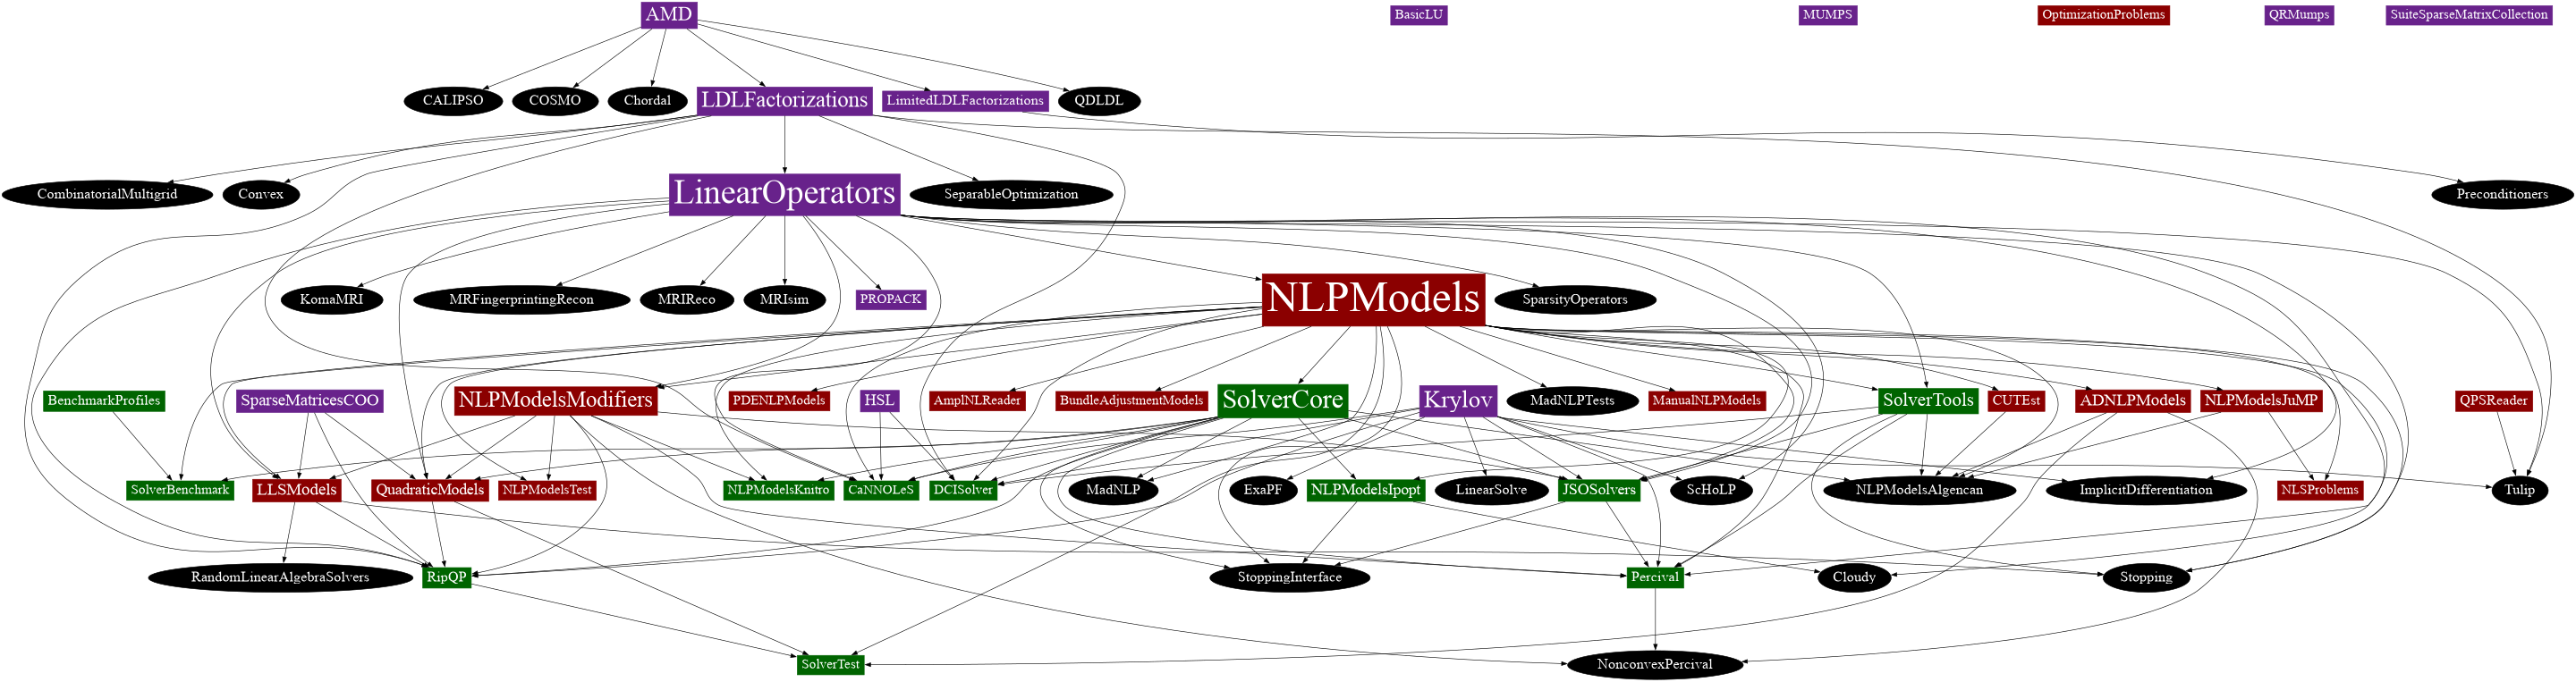 AMD
BasicLU
MUMPS
OptimizationProblems
QRMumps
SuiteSparseMatrixCollection
CALIPSO
COSMO
Chordal
LDLFactorizations
LimitedLDLFactorizations
QDLDL
CombinatorialMultigrid
Convex
LinearOperators
SeparableOptimization
Preconditioners
KomaMRI
MRFingerprintingRecon
MRIReco
MRIsim
PROPACK
NLPModels
SparsityOperators
BenchmarkProfiles
SparseMatricesCOO
NLPModelsModifiers
PDENLPModels
HSL
AmplNLReader
BundleAdjustmentModels
SolverCore
Krylov
MadNLPTests
ManualNLPModels
SolverTools
CUTEst
ADNLPModels
NLPModelsJuMP
QPSReader
SolverBenchmark
LLSModels
QuadraticModels
NLPModelsTest
NLPModelsKnitro
CaNNOLeS
DCISolver
MadNLP
ExaPF
NLPModelsIpopt
LinearSolve
JSOSolvers
ScHoLP
NLPModelsAlgencan
ImplicitDifferentiation
NLSProblems
Tulip
RandomLinearAlgebraSolvers
RipQP
StoppingInterface
Percival
Cloudy
Stopping
SolverTest
NonconvexPercival